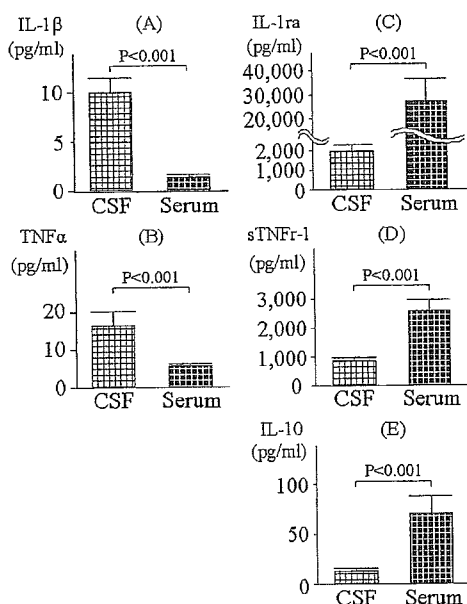 IL-1β (A)
(pg/ml)
P<0.001
10
5
0
CSF Serum
TNFα (B)
(pg/ml)
P<0.001
20
10
0
CSF Serum
IL-1ra (C)
(pg/ml)
P<0.001
40,000
30,000
20,000
2,000
1,000
0
CSF Serum
sTNFr-1 (D)
(pg/ml)
P<0.001
3,000
2,000
1,000
0
CSF Serum
IL-10 (E)
(pg/ml)
P<0.001
100
50
0
CSF Serum